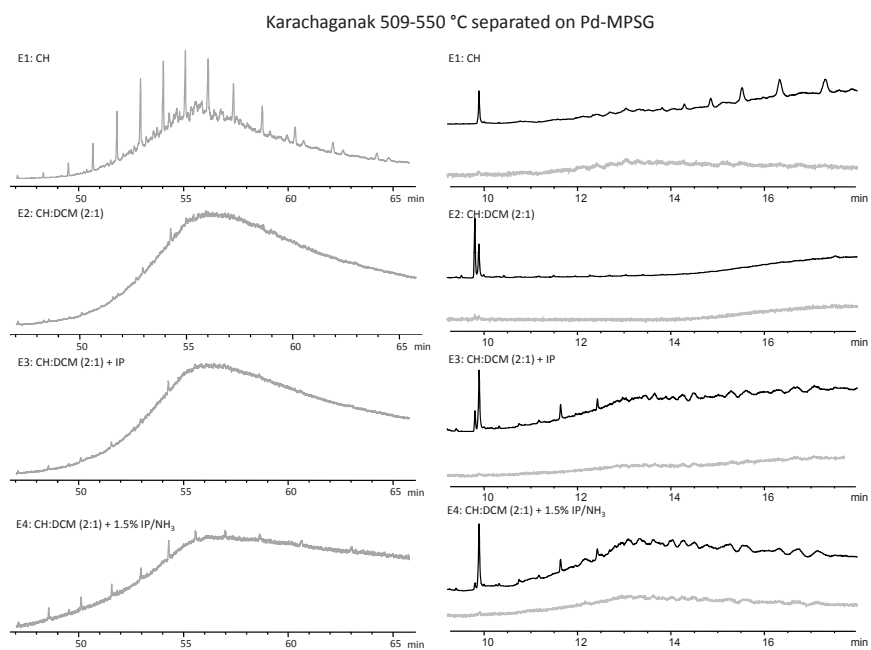 Karachaganak 509-550 °C separated on Pd-MPSG
E1: CH
50 55 60 65 min
E2: CH:DCM (2:1)
50 55 60 65 min
E3: CH:DCM (2:1) + IP
50 55 60 65 min
E4: CH:DCM (2:1) + 1.5% IP/NH₃
50 55 60 65 min
E1: CH
10 12 14 16 min
E2: CH:DCM (2:1)
10 12 14 16 min
E3: CH:DCM (2:1) + IP
10 12 14 16 min
E4: CH:DCM (2:1) + 1.5% IP/NH₃
10 12 14 16 min